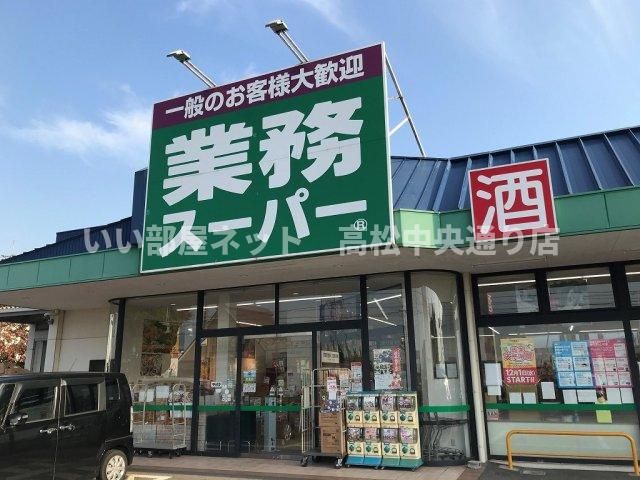 一般のお客様大歓迎
業務
スーパー®
酒
いい部屋ネット 高松中央通り店
12月1日
START!!